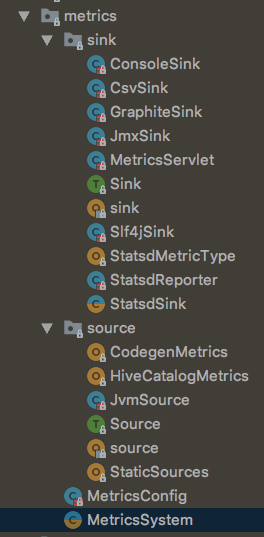 metrics
sink
ConsoleSink
CsvSink
GraphiteSink
JmxSink
MetricsServlet
Sink
sink
Slf4jSink
StatsdMetricType
StatsdReporter
StatsdSink
source
CodegenMetrics
HiveCatalogMetrics
JvmSource
Source
source
StaticSources
MetricsConfig
MetricsSystem